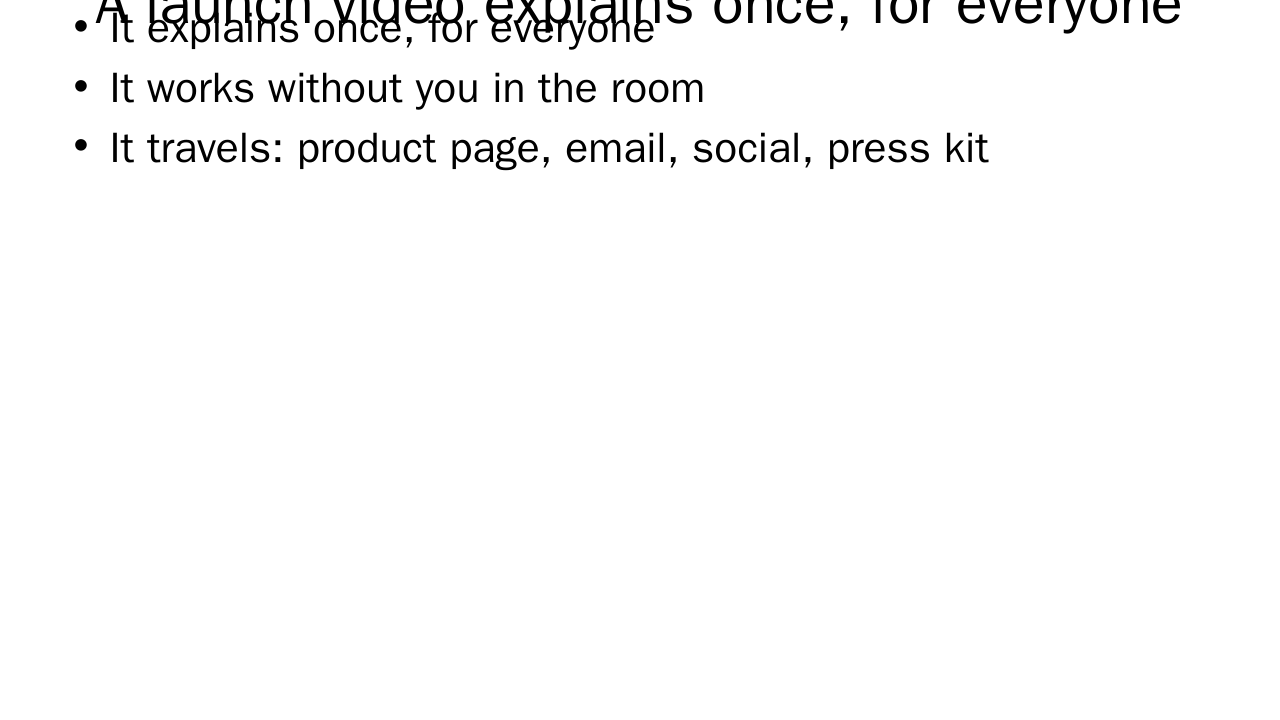 A launch video explains once, for everyone
• It explains once, for everyone
• It works without you in the room
• It travels: product page, email, social, press kit